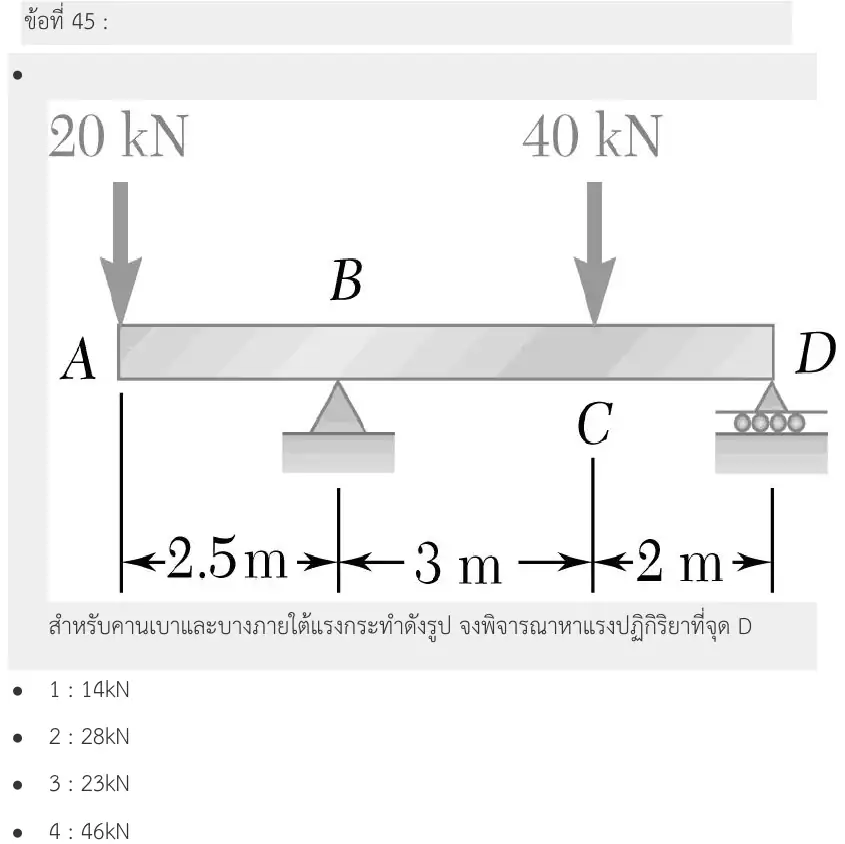 ข้อที่ 45 :
20 kN 40 kN
B
A D
C
2.5 m 3 m 2 m
สำหรับคานเบาและบางภายใต้แรงกระทำดังรูป จงพิจารณาหาแรงปฏิกิริยาที่จุด D
1 : 14kN
2 : 28kN
3 : 23kN
4 : 46kN